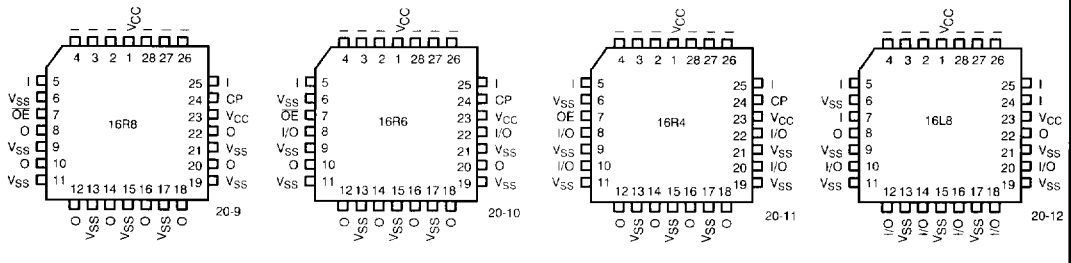 I I I VCC I I I
4 3 2 1 28 27 26
I 5 25 I
VSS 6 24 CP
OE 7 23 VCC
16R8
O 8 22 O
VSS 9 21 VSS
O 10 20 O
VSS 11 19 VSS
12 13 14 15 16 17 18
O VSS O VSS O VSS O
20-9
I I I VCC I I I
4 3 2 1 28 27 26
I 5 25 I
VSS 6 24 CP
OE 7 23 VCC
16R6
I/O 8 22 I/O
VSS 9 21 VSS
O 10 20 O
VSS 11 19 VSS
12 13 14 15 16 17 18
O VSS O VSS O VSS O
20-10
I I I VCC I I I
4 3 2 1 28 27 26
I 5 25 I
VSS 6 24 CP
OE 7 23 VCC
16R4
I/O 8 22 I/O
VSS 9 21 VSS
I/O 10 20 I/O
VSS 11 19 VSS
12 13 14 15 16 17 18
O VSS O VSS O VSS O
20-11
I I I VCC I I I
4 3 2 1 28 27 26
I 5 25 I
VSS 6 24 I
I 7 23 VCC
16L8
O 8 22 O
VSS 9 21 VSS
I/O 10 20 I/O
VSS 11 19 VSS
12 13 14 15 16 17 18
I/O VSS I/O VSS I/O VSS I/O
20-12